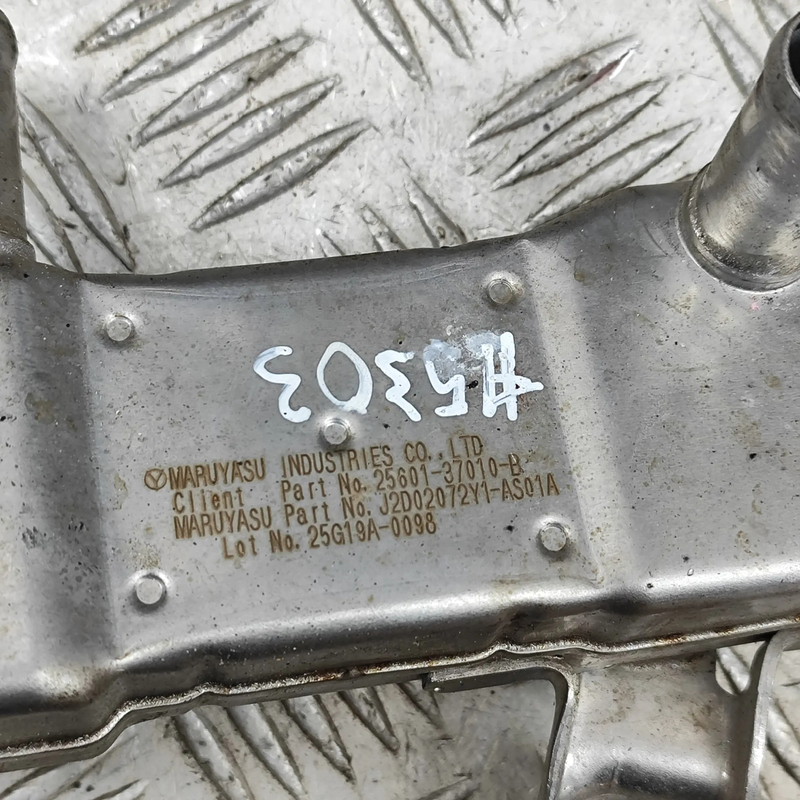 #5303
MARUYASU INDUSTRIES CO.,LTD
Client Part No. 25601-37010-B
MARUYASU Part No. J2D02072Y1-AS01A
Lot No. 25G19A-0098